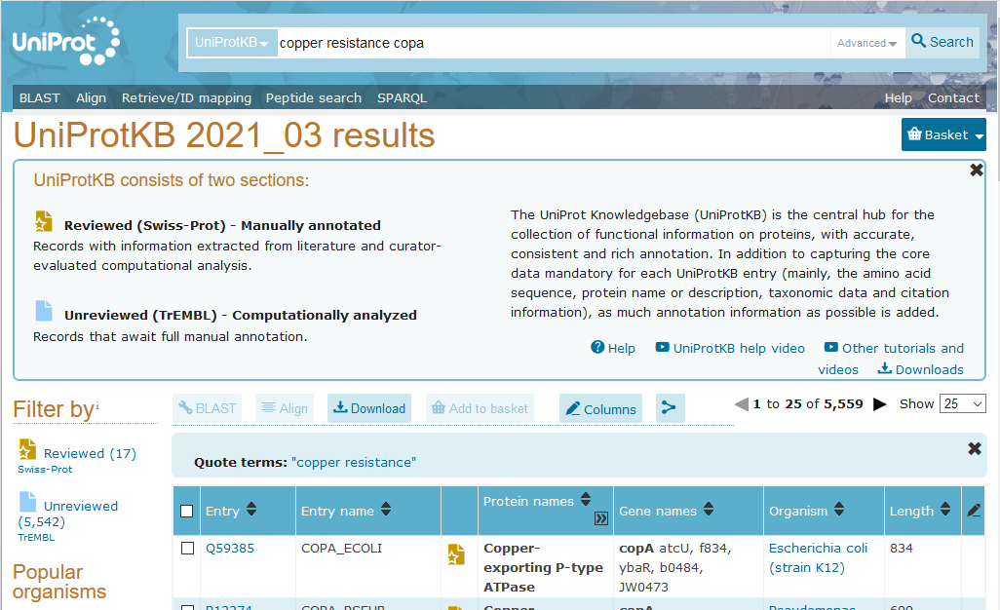 UniProt
UniProtKB
copper resistance copa
Advanced
Search
BLAST Align Retrieve/ID mapping Peptide search SPARQL
Help Contact
UniProtKB 2021_03 results
Basket
UniProtKB consists of two sections:
Reviewed (Swiss-Prot) - Manually annotated
Records with information extracted from literature and curator-
evaluated computational analysis.
Unreviewed (TrEMBL) - Computationally analyzed
Records that await full manual annotation.
The UniProt Knowledgebase (UniProtKB) is the central hub for the
collection of functional information on proteins, with accurate,
consistent and rich annotation. In addition to capturing the core
data mandatory for each UniProtKB entry (mainly, the amino acid
sequence, protein name or description, taxonomic data and citation
information), as much annotation information as possible is added.
Help UniProtKB help video Other tutorials and
videos Downloads
Filter by i
Reviewed (17)
Swiss-Prot
Unreviewed
(5,542)
TrEMBL
Popular
organisms
BLAST Align Download Add to basket Columns
1 to 25 of 5,559 Show 25
Quote terms: "copper resistance"
Entry Entry name Protein names Gene names Organism Length
Q59385 COPA_ECOLI Copper- copA atcU, f834, Escherichia coli 834
exporting P-type ybaR, b0484, (strain K12)
ATPase JW0473